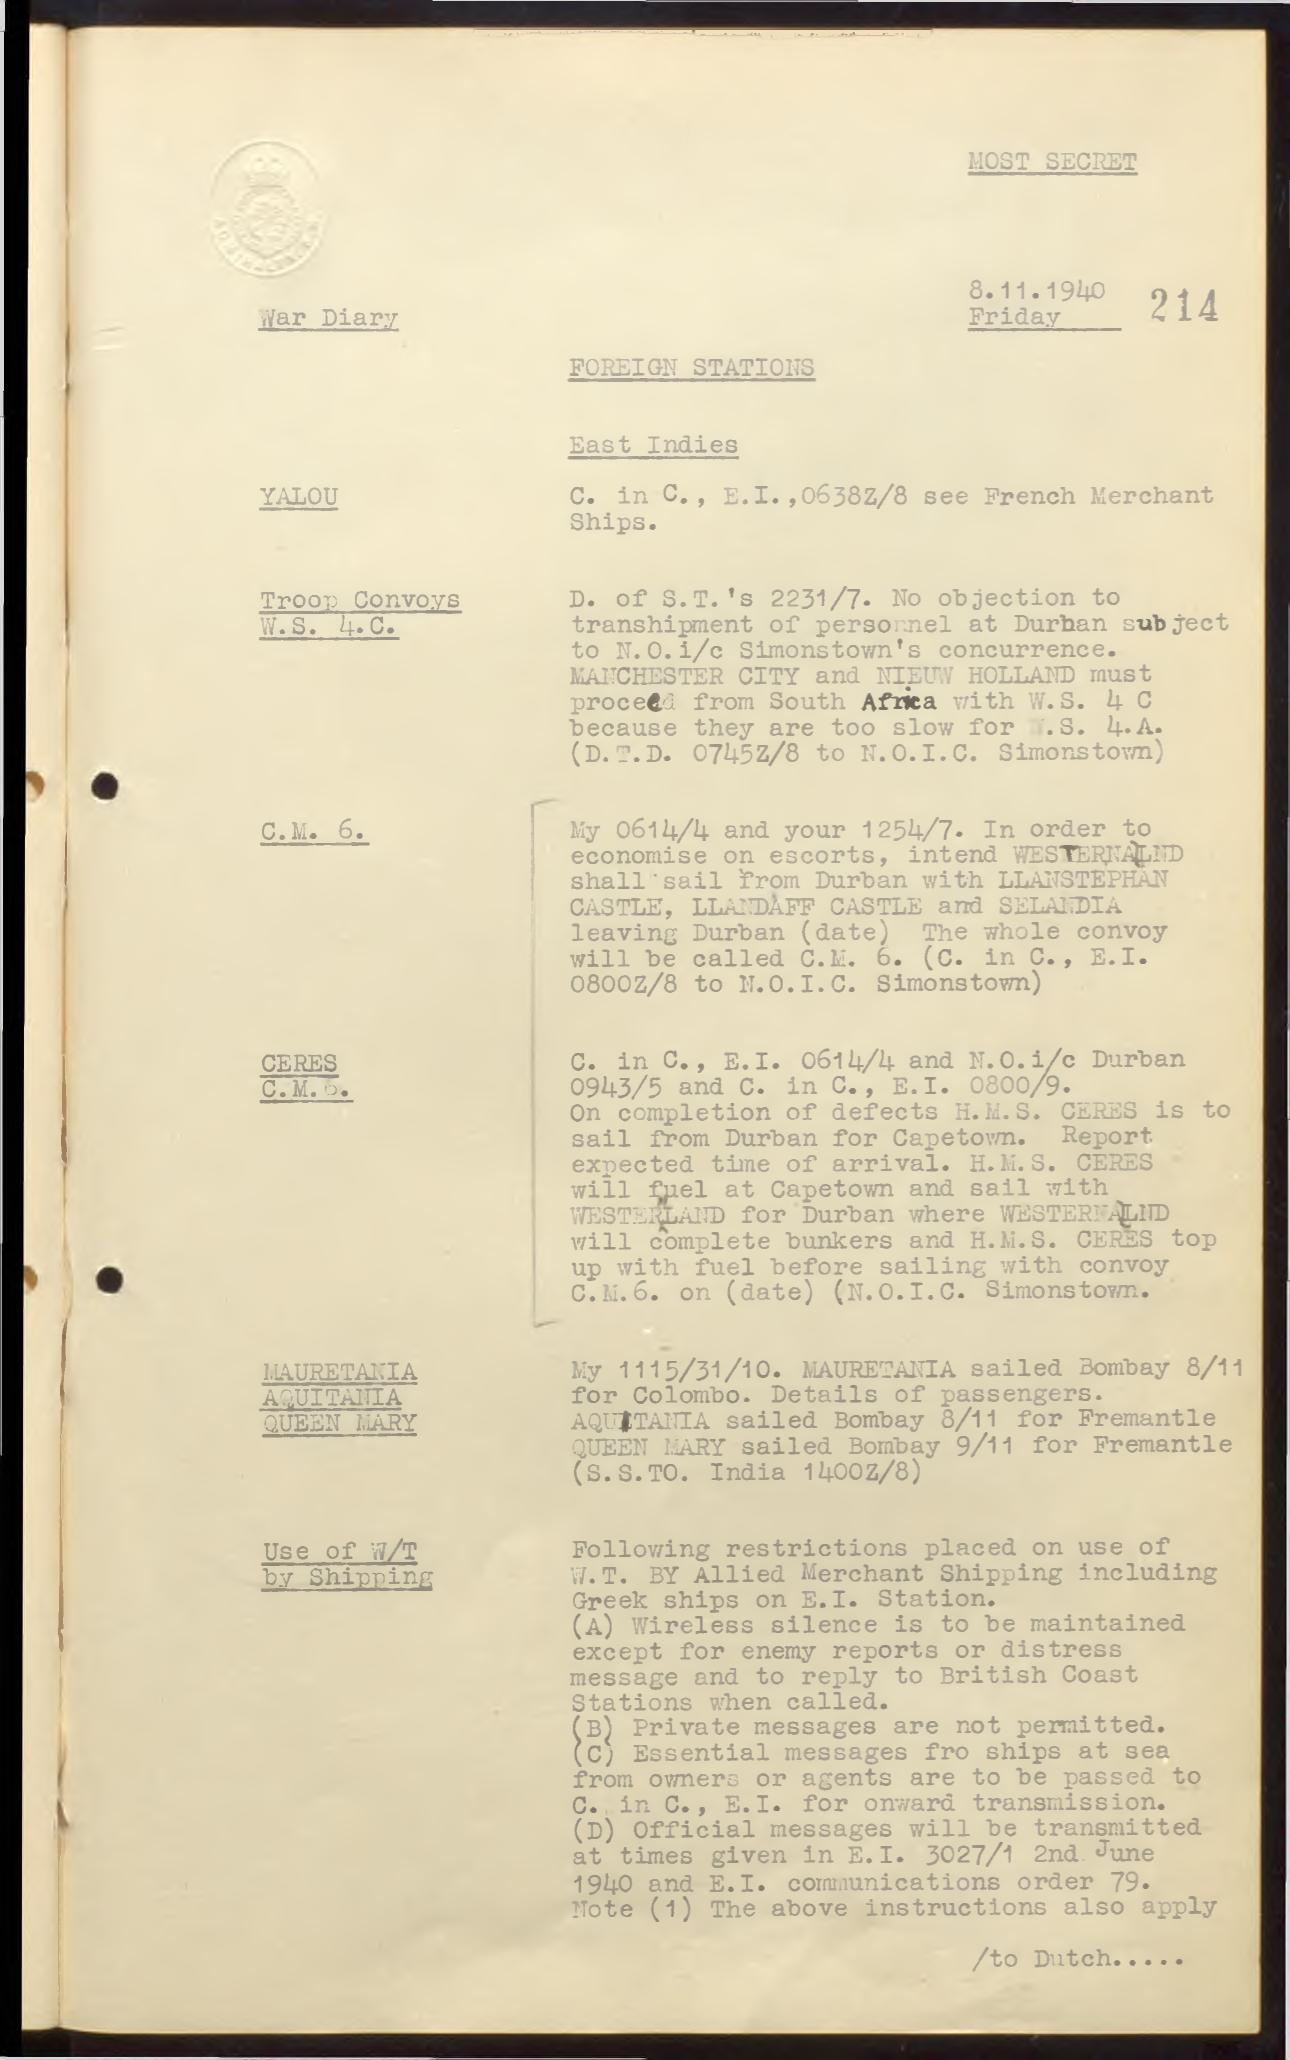 MOST SECRET
8.11.1940
Friday
214
War Diary
FOREIGN STATIONS
East Indies
YALOU
C. in C., E.I.,0638Z/8 see French Merchant
Ships.
Troop Convoys
W.S. 4.C.
D. of S.T.'s 2231/7. No objection to
transhipment of personnel at Durban subject
to N.O.i/c Simonstown's concurrence.
MANCHESTER CITY and NIEUW HOLLAND must
proceed from South Africa with W.S. 4 C
because they are too slow for W.S. 4.A.
(D.T.D. 0745Z/8 to N.O.I.C. Simonstown)
C.M. 6.
My 0614/4 and your 1254/7. In order to
economise on escorts, intend WESTERNALND
shall sail from Durban with LLANSTEPHAN
CASTLE, LLANDAFF CASTLE and SELANDIA
leaving Durban (date) The whole convoy
will be called C.M. 6. (C. in C., E.I.
0800Z/8 to N.O.I.C. Simonstown)
CERES
C.M.6.
C. in C., E.I. 0614/4 and N.O.i/c Durban
0943/5 and C. in C., E.I. 0800/9.
On completion of defects H.M.S. CERES is to
sail from Durban for Capetown. Report
expected time of arrival. H.M.S. CERES
will fuel at Capetown and sail with
WESTERLAND for Durban where WESTERNALND
will complete bunkers and H.M.S. CERES top
up with fuel before sailing with convoy
C.M.6. on (date) (N.O.I.C. Simonstown.
MAURETANIA
AQUITANIA
QUEEN MARY
My 1115/31/10. MAURETANIA sailed Bombay 8/11
for Colombo. Details of passengers.
AQUITANIA sailed Bombay 8/11 for Fremantle
QUEEN MARY sailed Bombay 9/11 for Fremantle
(S.S.TO. India 1400Z/8)
Use of W/T
by Shipping
Following restrictions placed on use of
W.T. BY Allied Merchant Shipping including
Greek ships on E.I. Station.
(A) Wireless silence is to be maintained
except for enemy reports or distress
message and to reply to British Coast
Stations when called.
(B) Private messages are not permitted.
(C) Essential messages fro ships at sea
from owners or agents are to be passed to
C. in C., E.I. for onward transmission.
(D) Official messages will be transmitted
at times given in E.I. 3027/1 2nd June
1940 and E.I. communications order 79.
Note (1) The above instructions also apply
/to Dutch.....